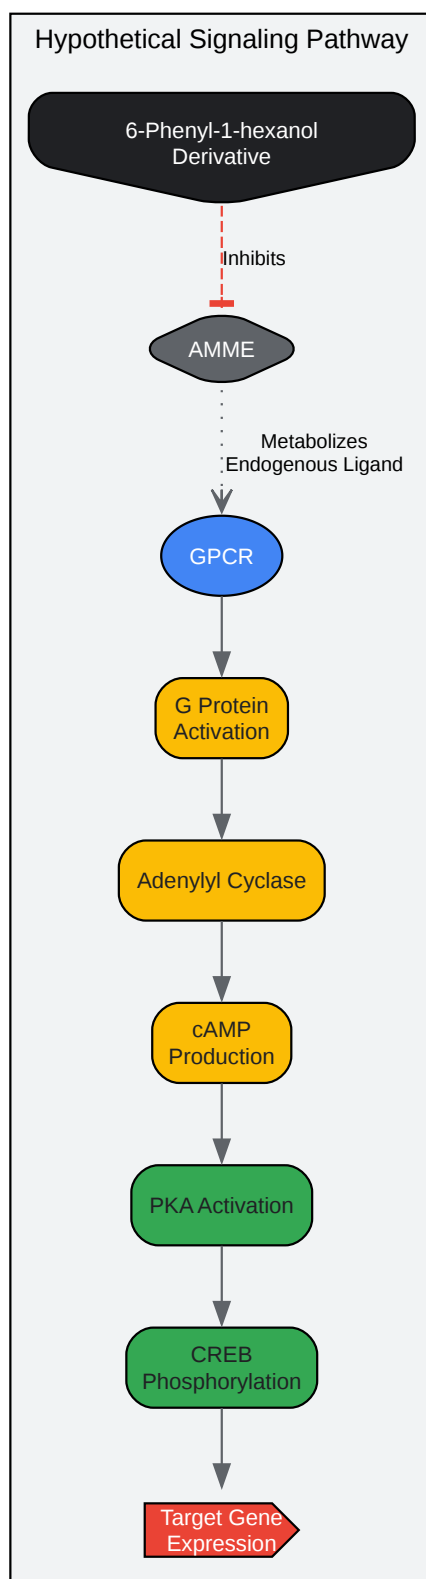 Hypothetical Signaling Pathway
6-Phenyl-1-hexanol
Derivative
Inhibits
AMME
Metabolizes
Endogenous Ligand
GPCR
G Protein
Activation
Adenylyl Cyclase
cAMP
Production
PKA Activation
CREB
Phosphorylation
Target Gene
Expression